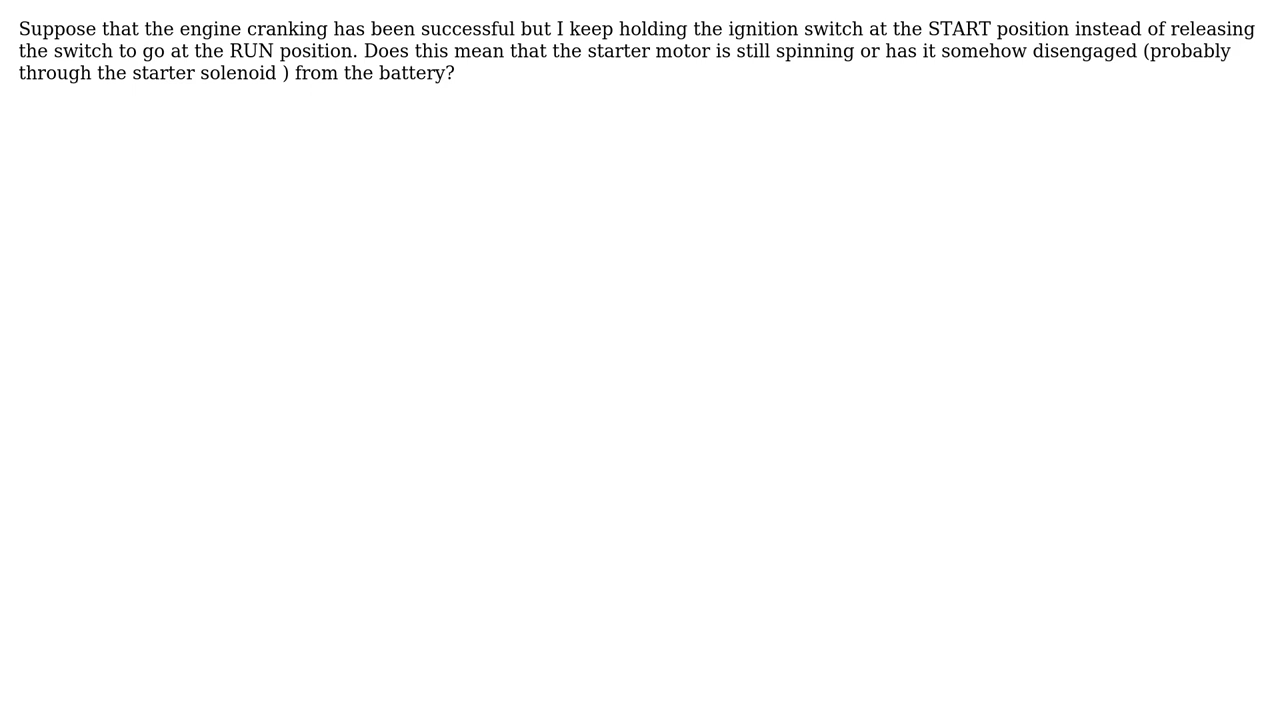 Suppose that the engine cranking has been successful but I keep holding the ignition switch at the START position instead of releasing
the switch to go at the RUN position. Does this mean that the starter motor is still spinning or has it somehow disengaged (probably
through the starter solenoid ) from the battery?